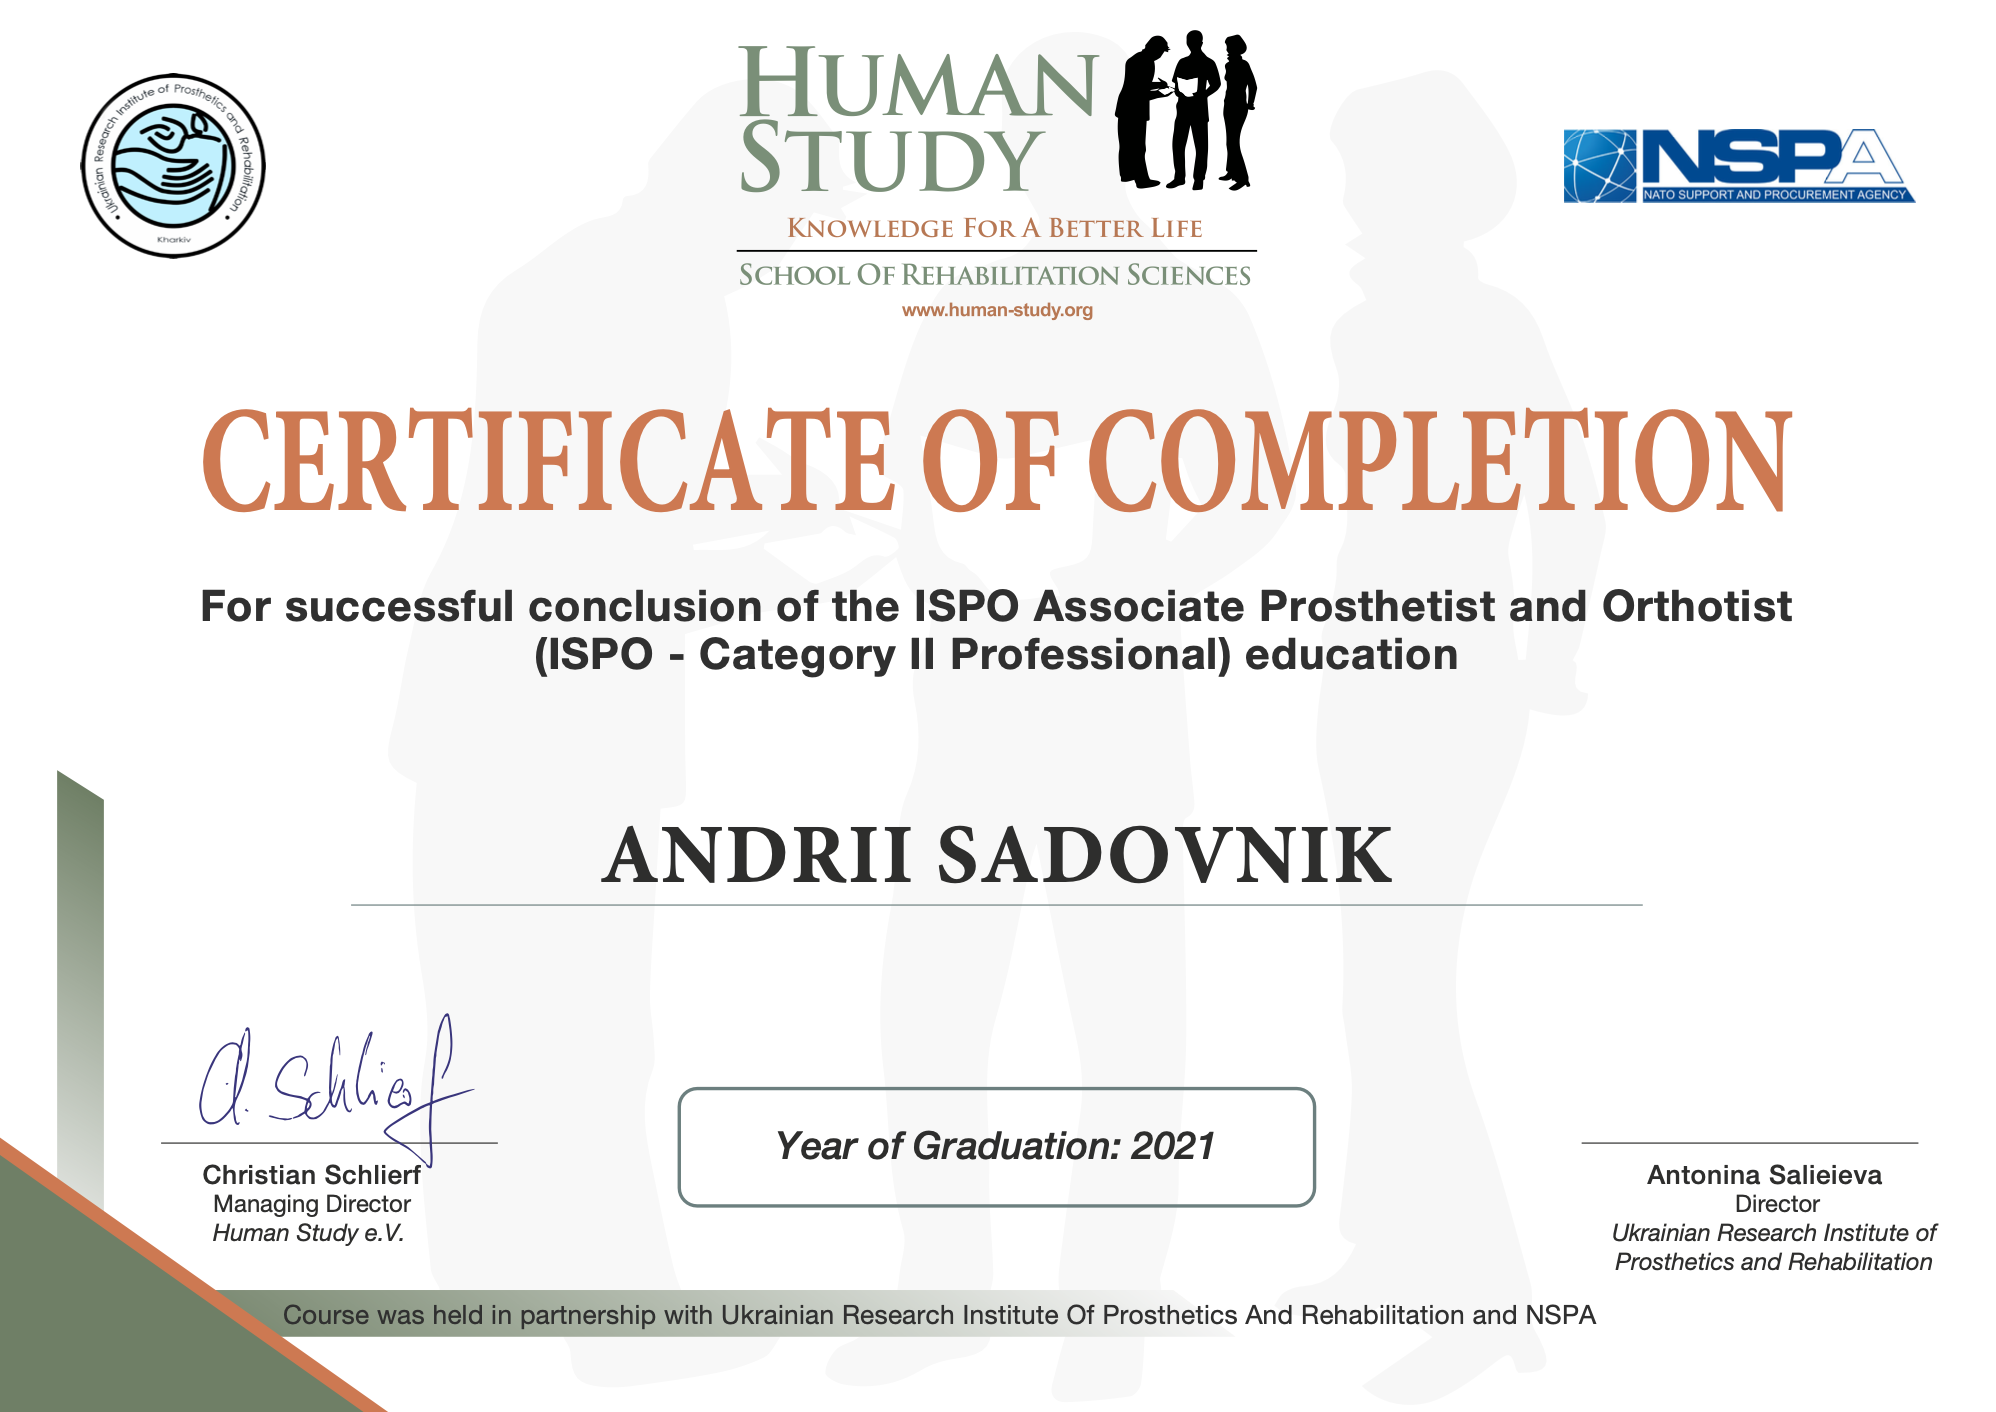 Ukrainian Research Institute of Prosthetics and Rehabilitation
Kharkiv
HUMAN
STUDY
KNOWLEDGE FOR A BETTER LIFE
SCHOOL OF REHABILITATION SCIENCES
www.human-study.org
NSPA
NATO SUPPORT AND PROCUREMENT AGENCY
CERTIFICATE OF COMPLETION
For successful conclusion of the ISPO Associate Prosthetist and Orthotist
(ISPO - Category II Professional) education
ANDRII SADOVNIK
C. Schlierf
Christian Schlierf
Managing Director
Human Study e.V.
Year of Graduation: 2021
Antonina Salieieva
Director
Ukrainian Research Institute of
Prosthetics and Rehabilitation
Course was held in partnership with Ukrainian Research Institute Of Prosthetics And Rehabilitation and NSPA